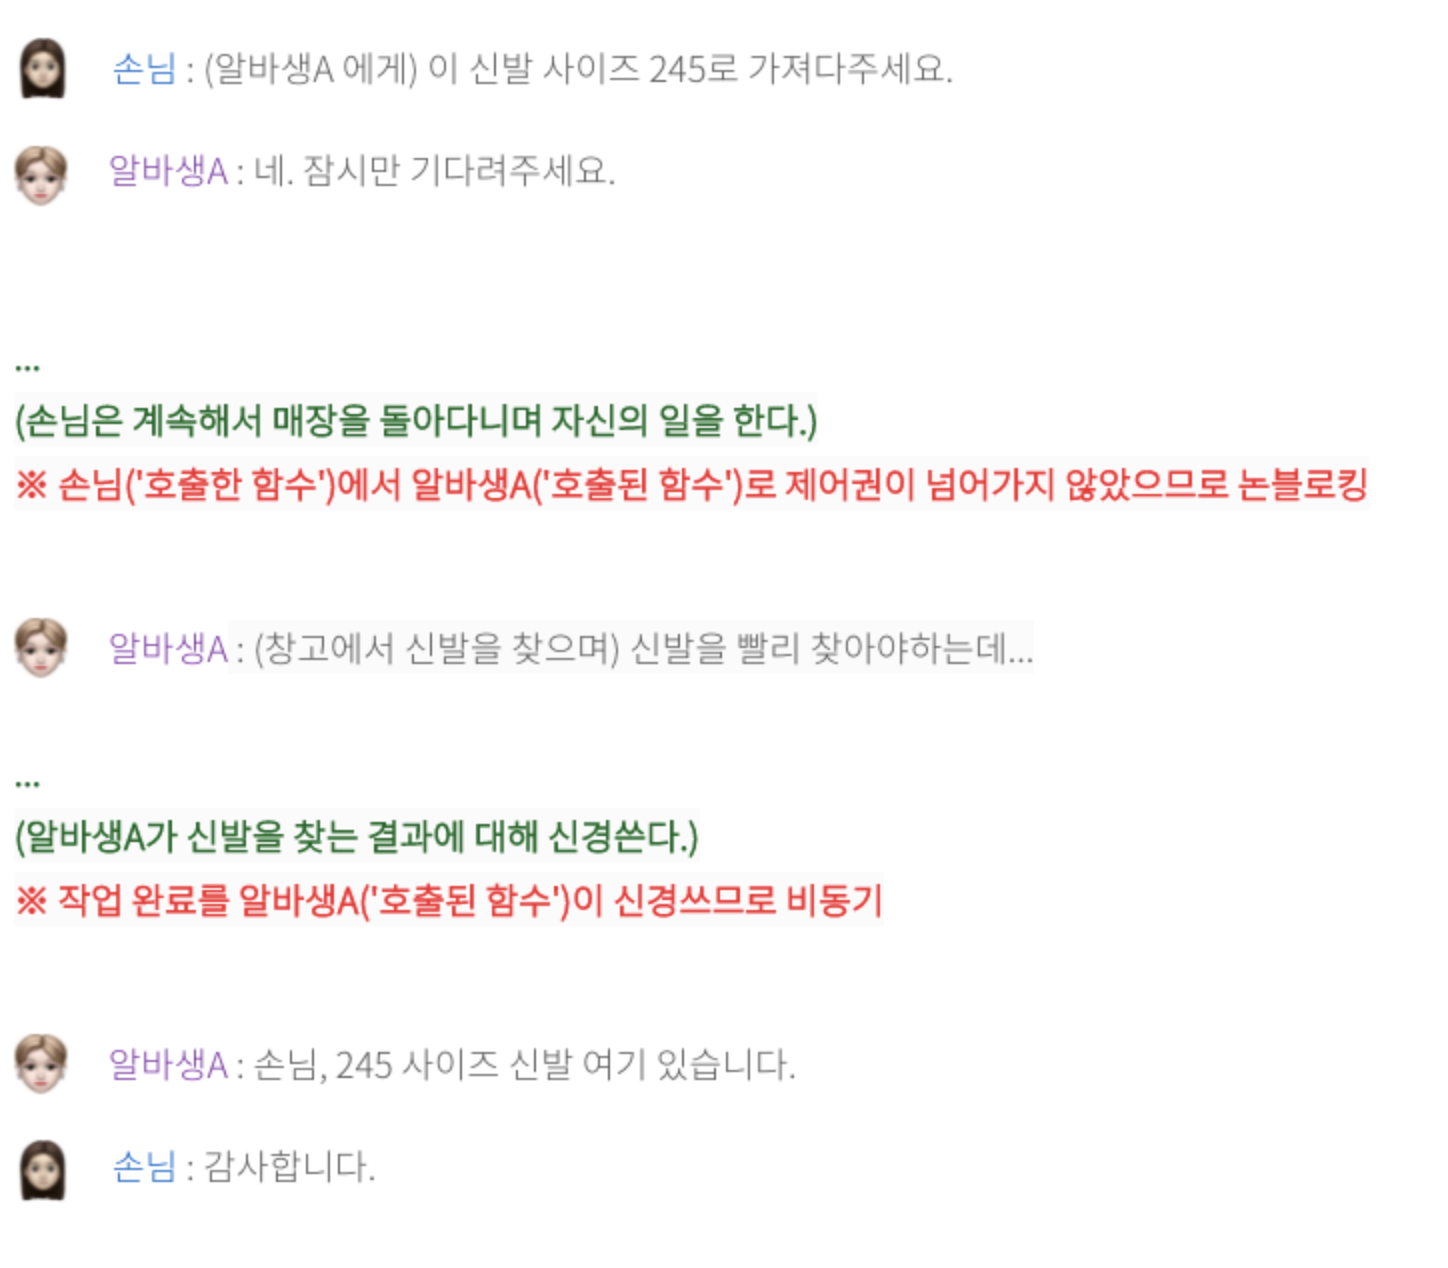 손님 : (알바생A 에게) 이 신발 사이즈 245로 가져다주세요.
알바생A : 네. 잠시만 기다려주세요.
...
(손님은 계속해서 매장을 돌아다니며 자신의 일을 한다.)
※ 손님('호출한 함수')에서 알바생A('호출된 함수')로 제어권이 넘어가지 않았으므로 논블로킹
알바생A : (창고에서 신발을 찾으며) 신발을 빨리 찾아야하는데...
...
(알바생A가 신발을 찾는 결과에 대해 신경쓴다.)
※ 작업 완료를 알바생A('호출된 함수')이 신경쓰므로 비동기
알바생A : 손님, 245 사이즈 신발 여기 있습니다.
손님 : 감사합니다.